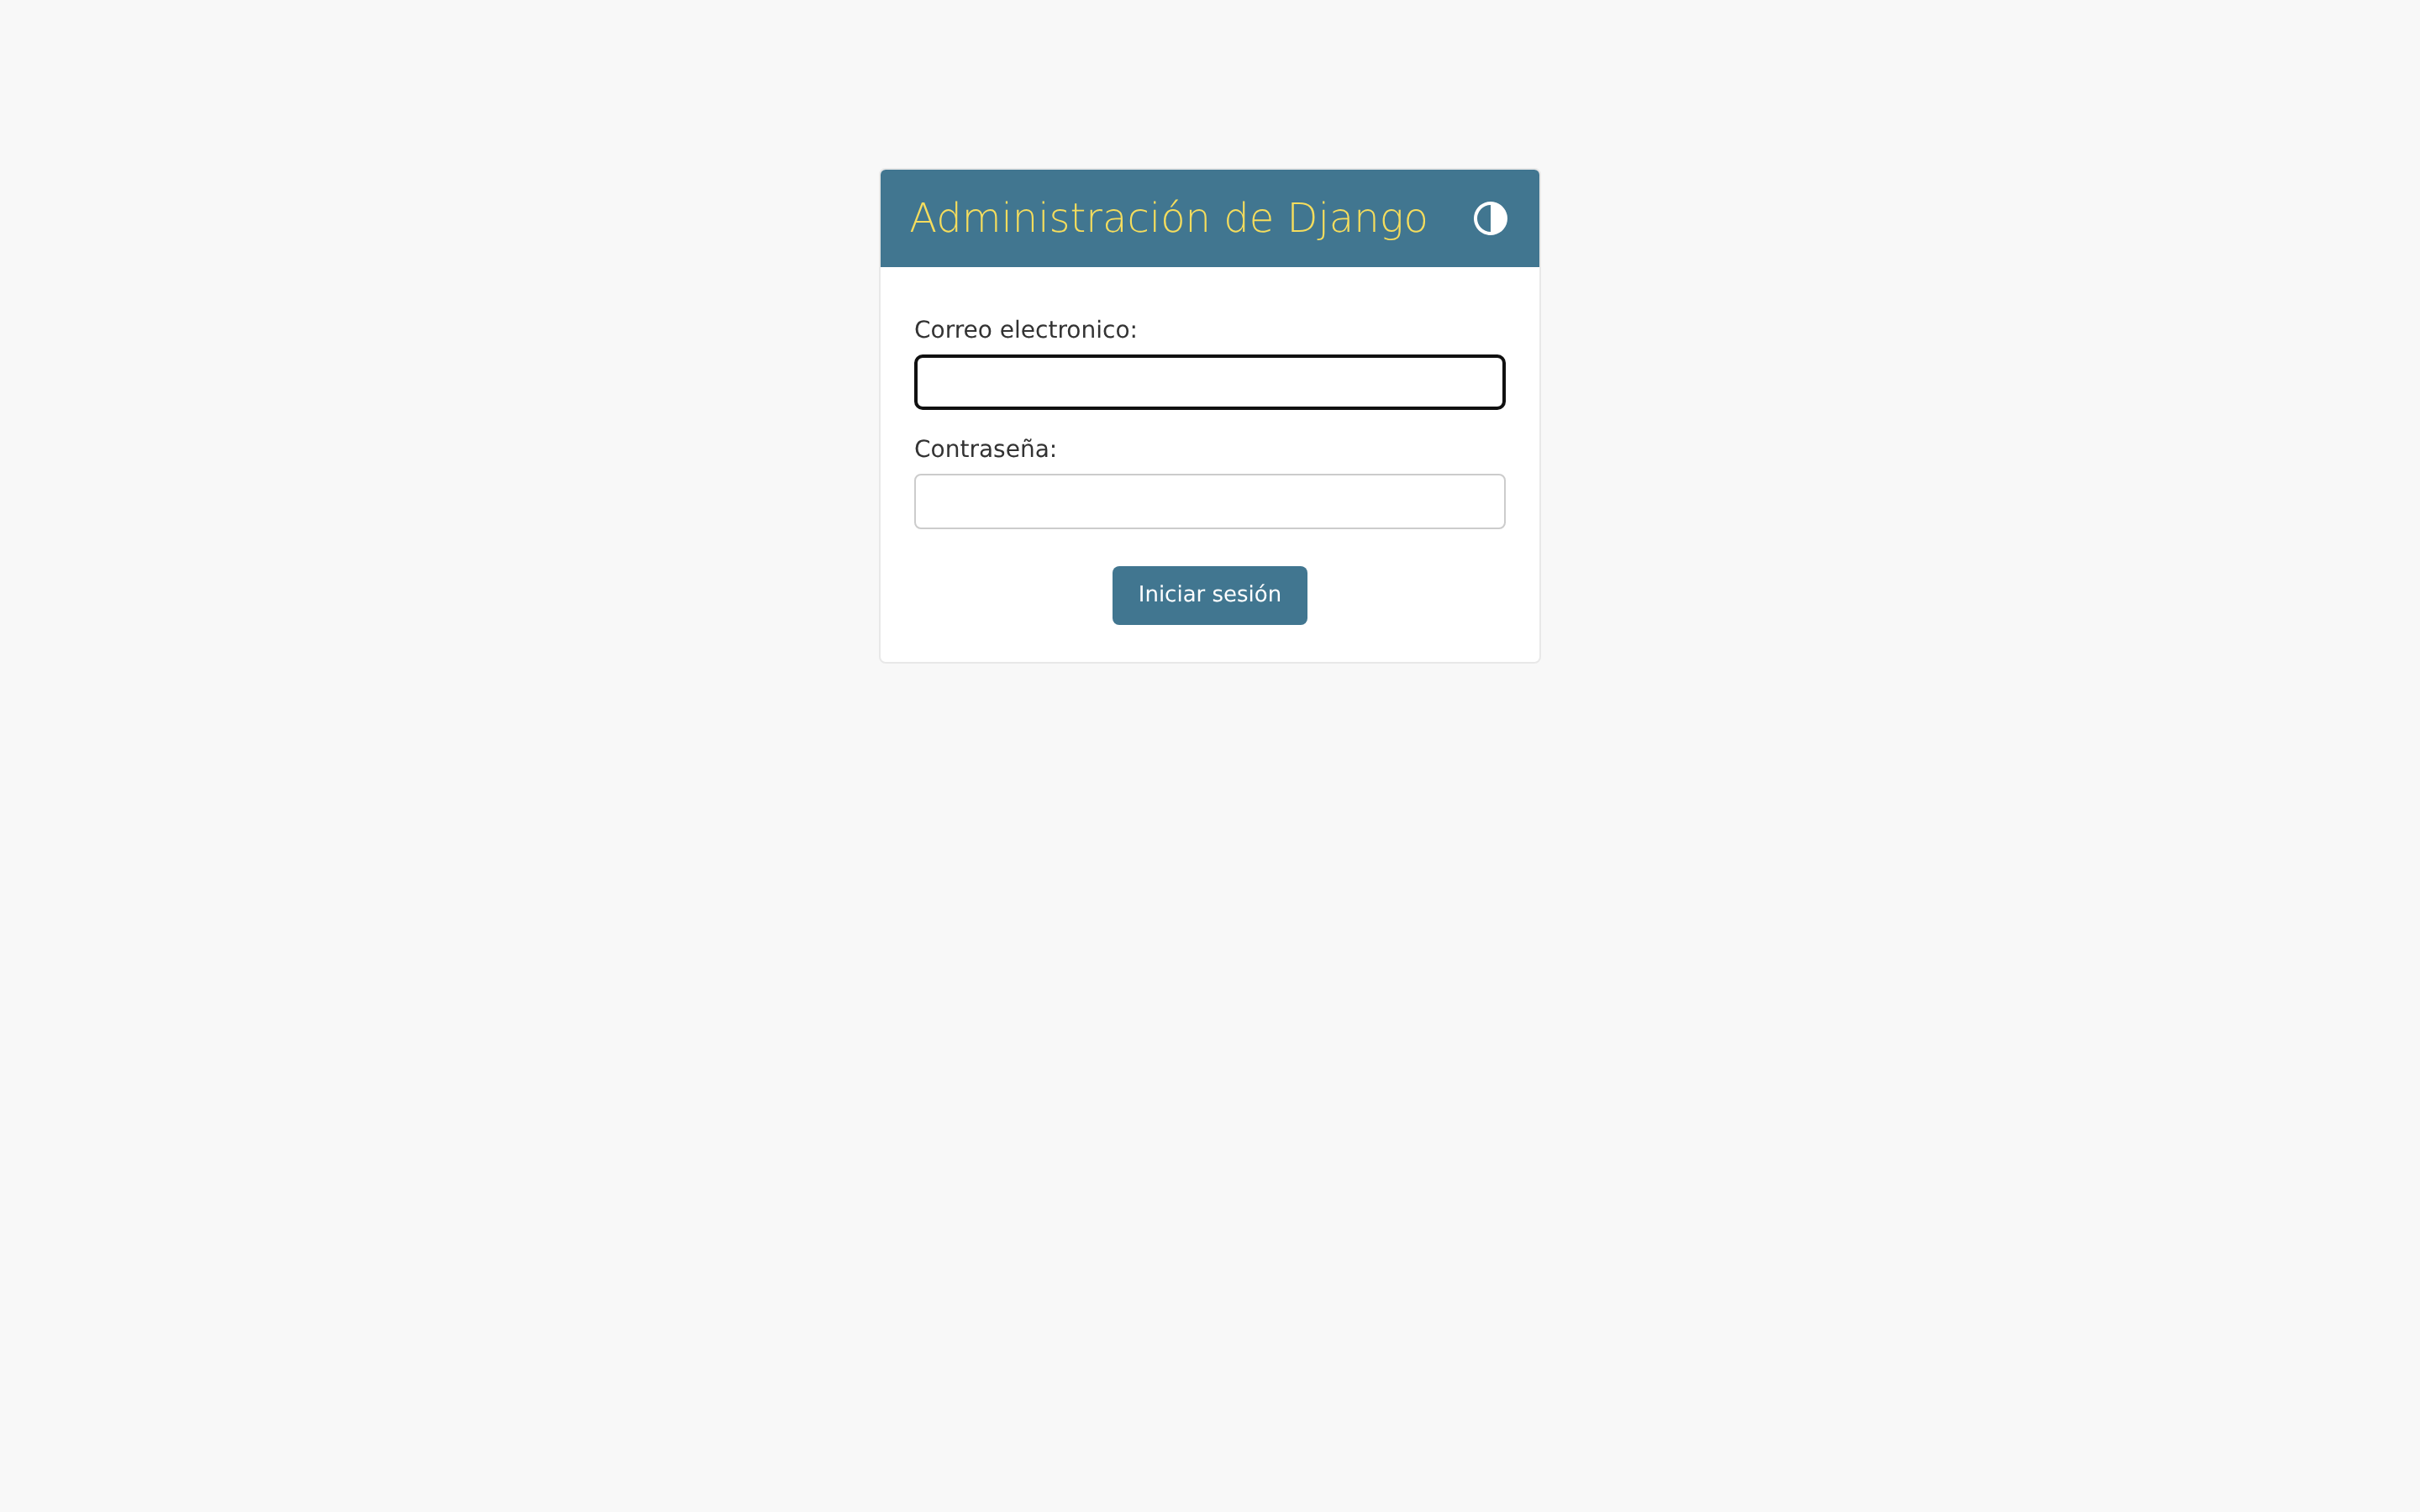 Administración de Django
Correo electronico:
Contraseña:
Iniciar sesión